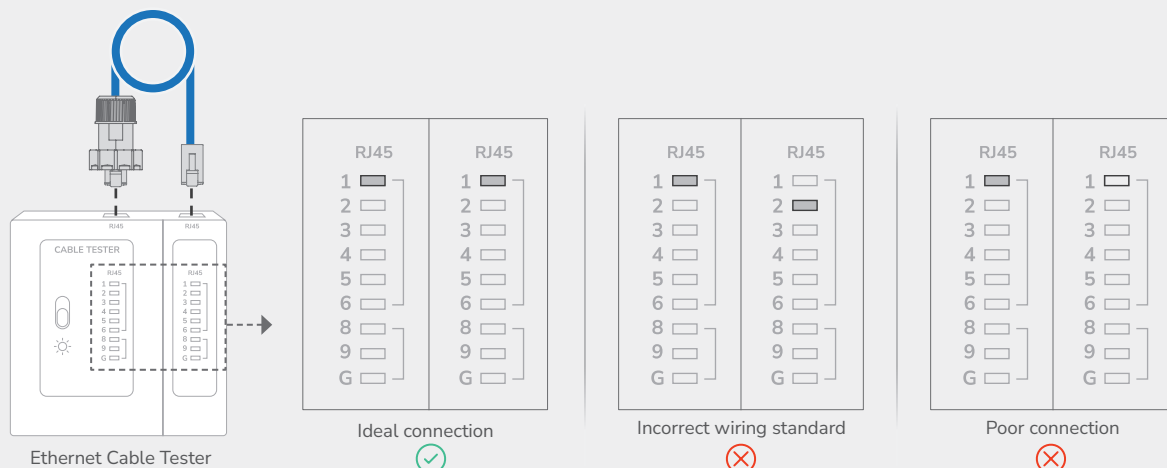 RJ45 RJ45
CABLE TESTER
RJ45 RJ45
1 1
2 2
3 3
4 4
5 5
6 6
8 8
9 9
G G
Ethernet Cable Tester
RJ45 RJ45
1 1
2 2
3 3
4 4
5 5
6 6
8 8
9 9
G G
Ideal connection
RJ45 RJ45
1 1
2 2
3 3
4 4
5 5
6 6
8 8
9 9
G G
Incorrect wiring standard
RJ45 RJ45
1 1
2 2
3 3
4 4
5 5
6 6
8 8
9 9
G G
Poor connection